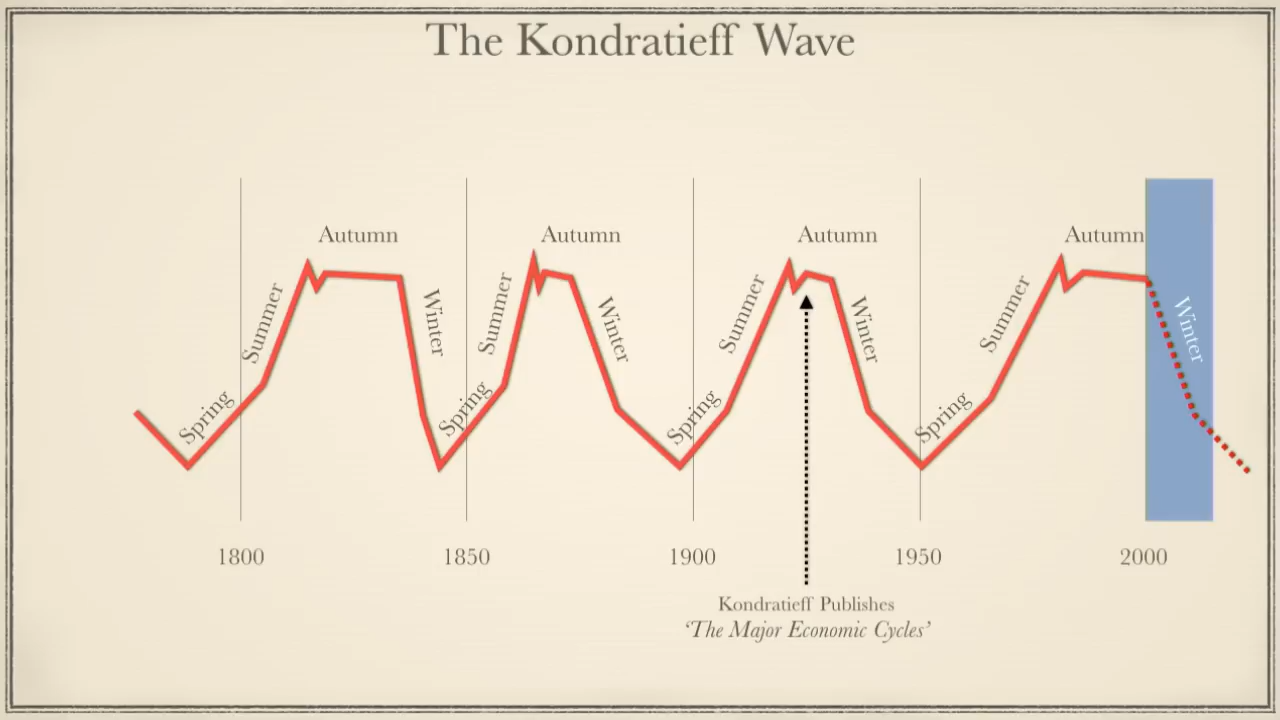 The Kondratieff Wave
Autumn
Autumn
Autumn
Autumn
Spring
Summer
Winter
Spring
Summer
Winter
Spring
Summer
Winter
Spring
Summer
Winter
1800
1850
1900
1950
2000
Kondratieff Publishes
‘The Major Economic Cycles’